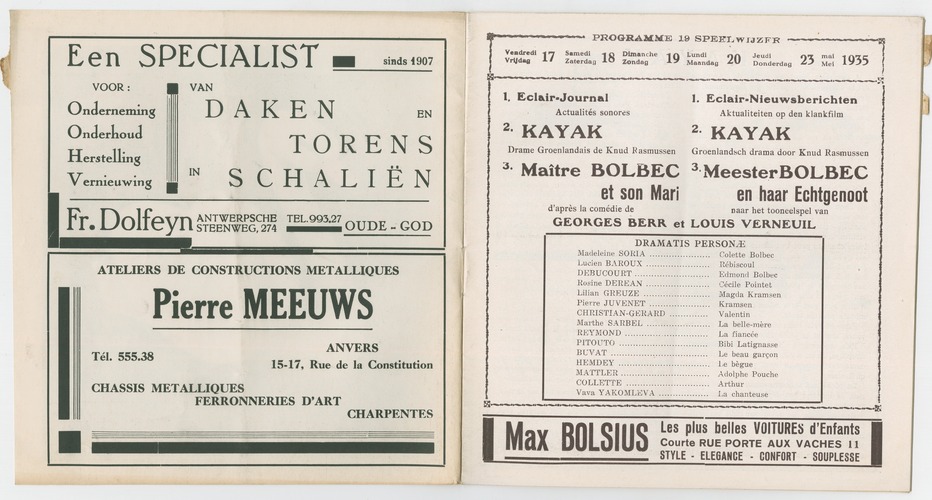 Een SPECIALIST sinds 1907
VOOR : VAN
Onderneming
Onderhoud
Herstelling
Vernieuwing
DAKEN EN
TORENS
IN SCHALIËN
Fr. Dolfeyn ANTWERPSCHE STEENWEG, 274 TEL. 993,27 OUDE - GOD
ATELIERS DE CONSTRUCTIONS METALLIQUES
Pierre MEEUWS
Tél. 555.38
ANVERS
15-17, Rue de la Constitution
CHASSIS METALLIQUES
FERRONNERIES D'ART
CHARPENTES
PROGRAMME 19 SPEELWIJZER
Vendredi Vrijdag 17 Samedi Zaterdag 18 Dimanche Zondag 19 Lundi Maandag 20 Jeudi Donderdag 23 mai Mei 1935
1. Eclair-Journal
Actualités sonores
2. KAYAK
Drame Groenlandais de Knud Rasmussen
3. Maître BOLBEC
et son Mari
d'après la comédie de
1. Eclair-Nieuwsberichten
Aktualiteiten op den klankfilm
2. KAYAK
Groenlandsch drama door Knud Rasmussen
3. Meester BOLBEC
en haar Echtgenoot
naar het tooneelspel van
GEORGES BERR et LOUIS VERNEUIL
DRAMATIS PERSONÆ
Madeleine SORIA .................... Colette Bolbec
Lucien BAROUX .................... Rébiscoul
DEBUCOURT .................... Edmond Bolbec
Rosine DEREAN .................... Cécile Pointet
Lilian GREUZE .................... Magda Kramsen
Pierre JUVENET .................... Kramsen
CHRISTIAN-GERARD .................... Valentin
Marthe SARBEL .................... La belle-mère
REYMOND .................... La fiancée
PITOUTO .................... Bibi Latignasse
BUVAT .................... Le beau garçon
HEMDEY .................... Le bègue
MATTLER .................... Adolphe Pouche
COLLETTE .................... Arthur
Vava YAKOMLEVA .................... La chanteuse
Max BOLSIUS
Les plus belles VOITURES d'Enfants
Courte RUE PORTE AUX VACHES 11
STYLE - ELEGANCE - CONFORT - SOUPLESSE